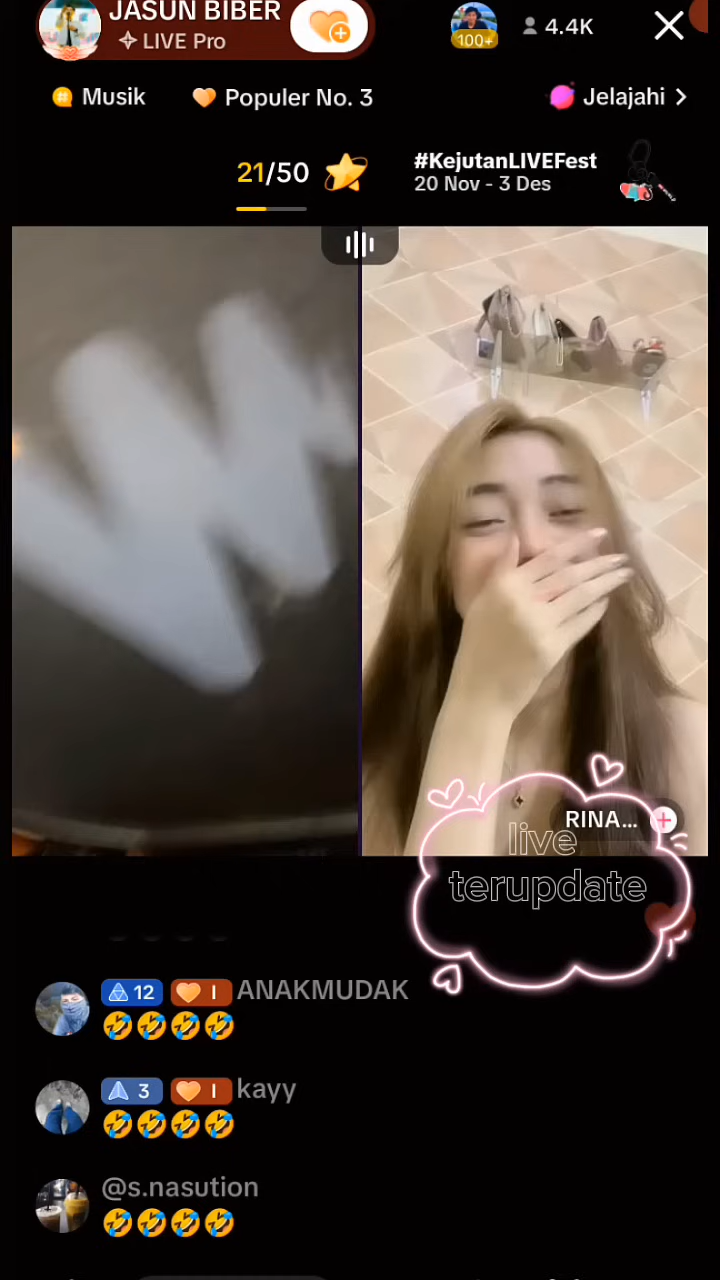 JASUN BIBER
LIVE Pro
100+
4.4K
Musik
Populer No. 3
Jelajahi
21/50
#KejutanLIVEFest
20 Nov - 3 Des
RINA...
live
terupdate
12 I ANAKMUDAK
🤣🤣🤣🤣
3 I kayy
🤣🤣🤣🤣
@s.nasution
🤣🤣🤣🤣